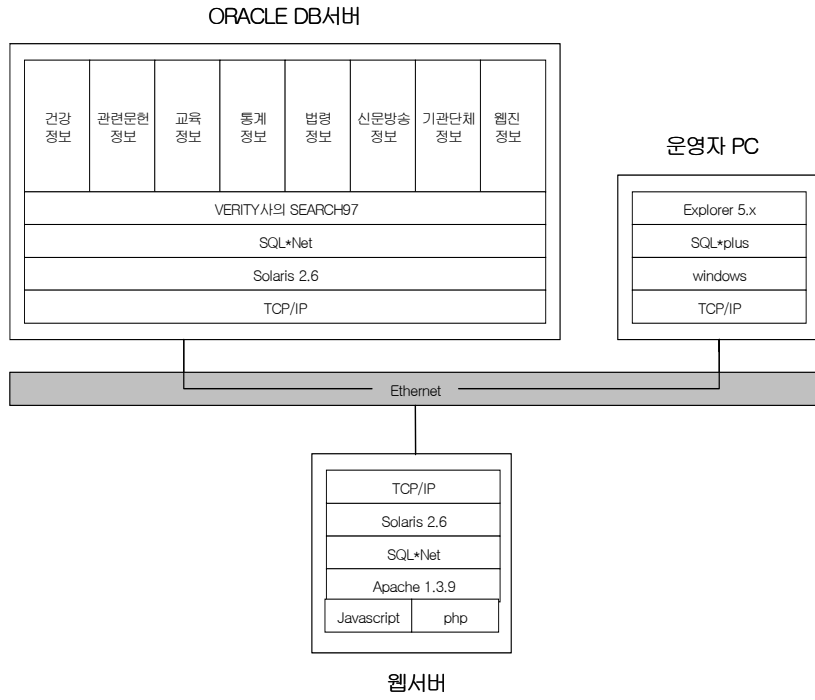 ORACLE DB서버
건강
정보
관련문헌
정보
교육
정보
통계
정보
법령
정보
신문방송
정보
기관단체
정보
웹진
정보
VERITY사의 SEARCH97
SQL*Net
Solaris 2.6
TCP/IP
운영자 PC
Explorer 5.x
SQL*plus
windows
TCP/IP
Ethernet
TCP/IP
Solaris 2.6
SQL*Net
Apache 1.3.9
Javascript
php
웹서버